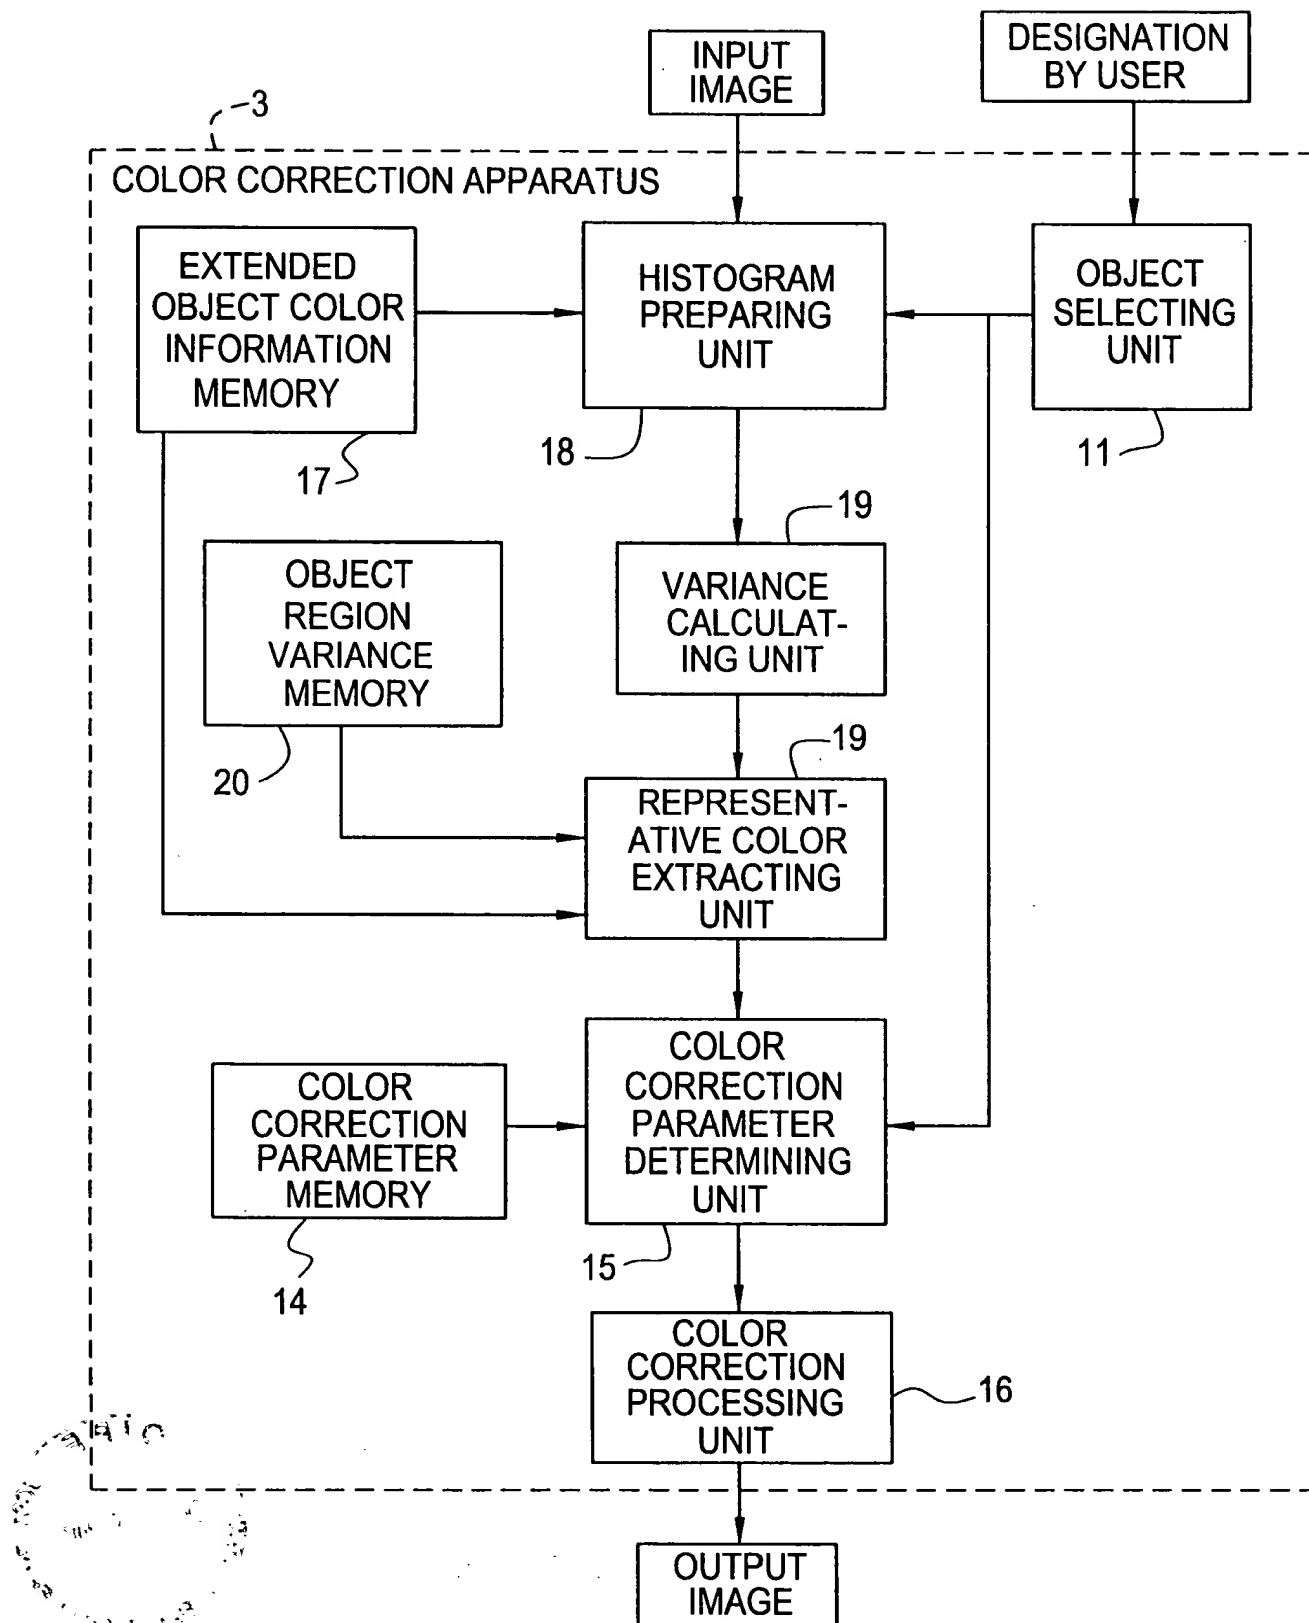 INPUT
IMAGE
DESIGNATION
BY USER
3
COLOR CORRECTION APPARATUS
EXTENDED
OBJECT COLOR
INFORMATION
MEMORY
17
HISTOGRAM
PREPARING
UNIT
18
OBJECT
SELECTING
UNIT
11
OBJECT
REGION
VARIANCE
MEMORY
20
19
VARIANCE
CALCULAT-
ING UNIT
19
REPRESENT-
ATIVE COLOR
EXTRACTING
UNIT
COLOR
CORRECTION
PARAMETER
MEMORY
14
COLOR
CORRECTION
PARAMETER
DETERMINING
UNIT
15
COLOR
CORRECTION
PROCESSING
UNIT
16
OUTPUT
IMAGE